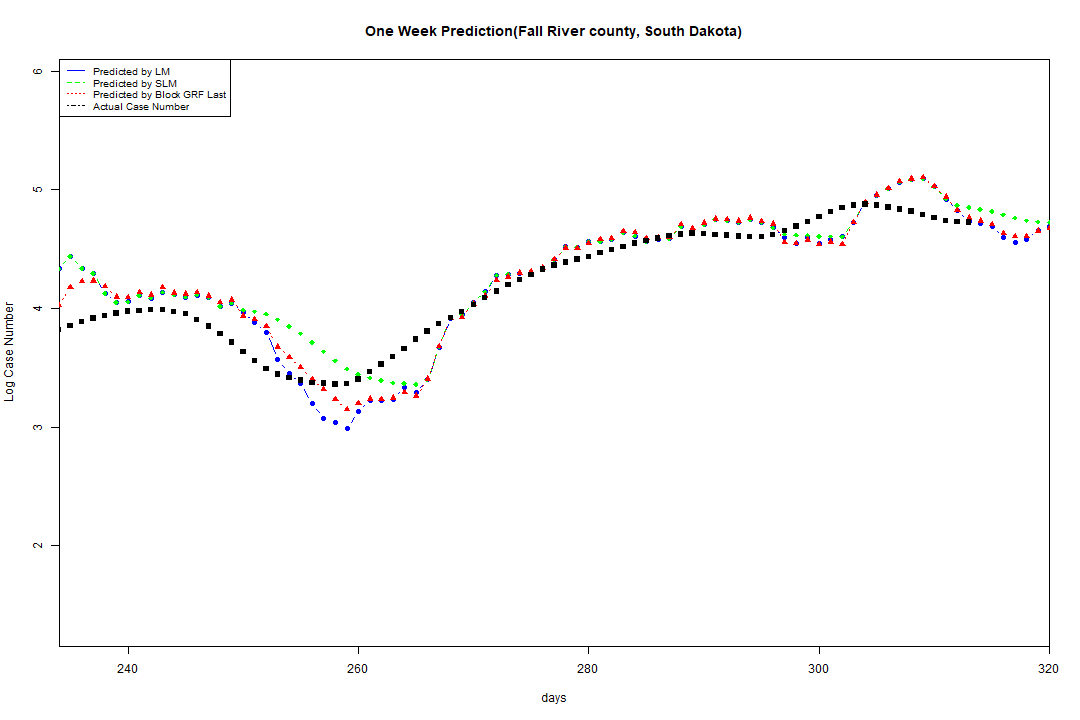 One Week Prediction(Fall River county, South Dakota)
Predicted by LM
Predicted by SLM
Predicted by Block GRF Last
Actual Case Number
6
5
4
3
2
Log Case Number
240 260 280 300 320
days